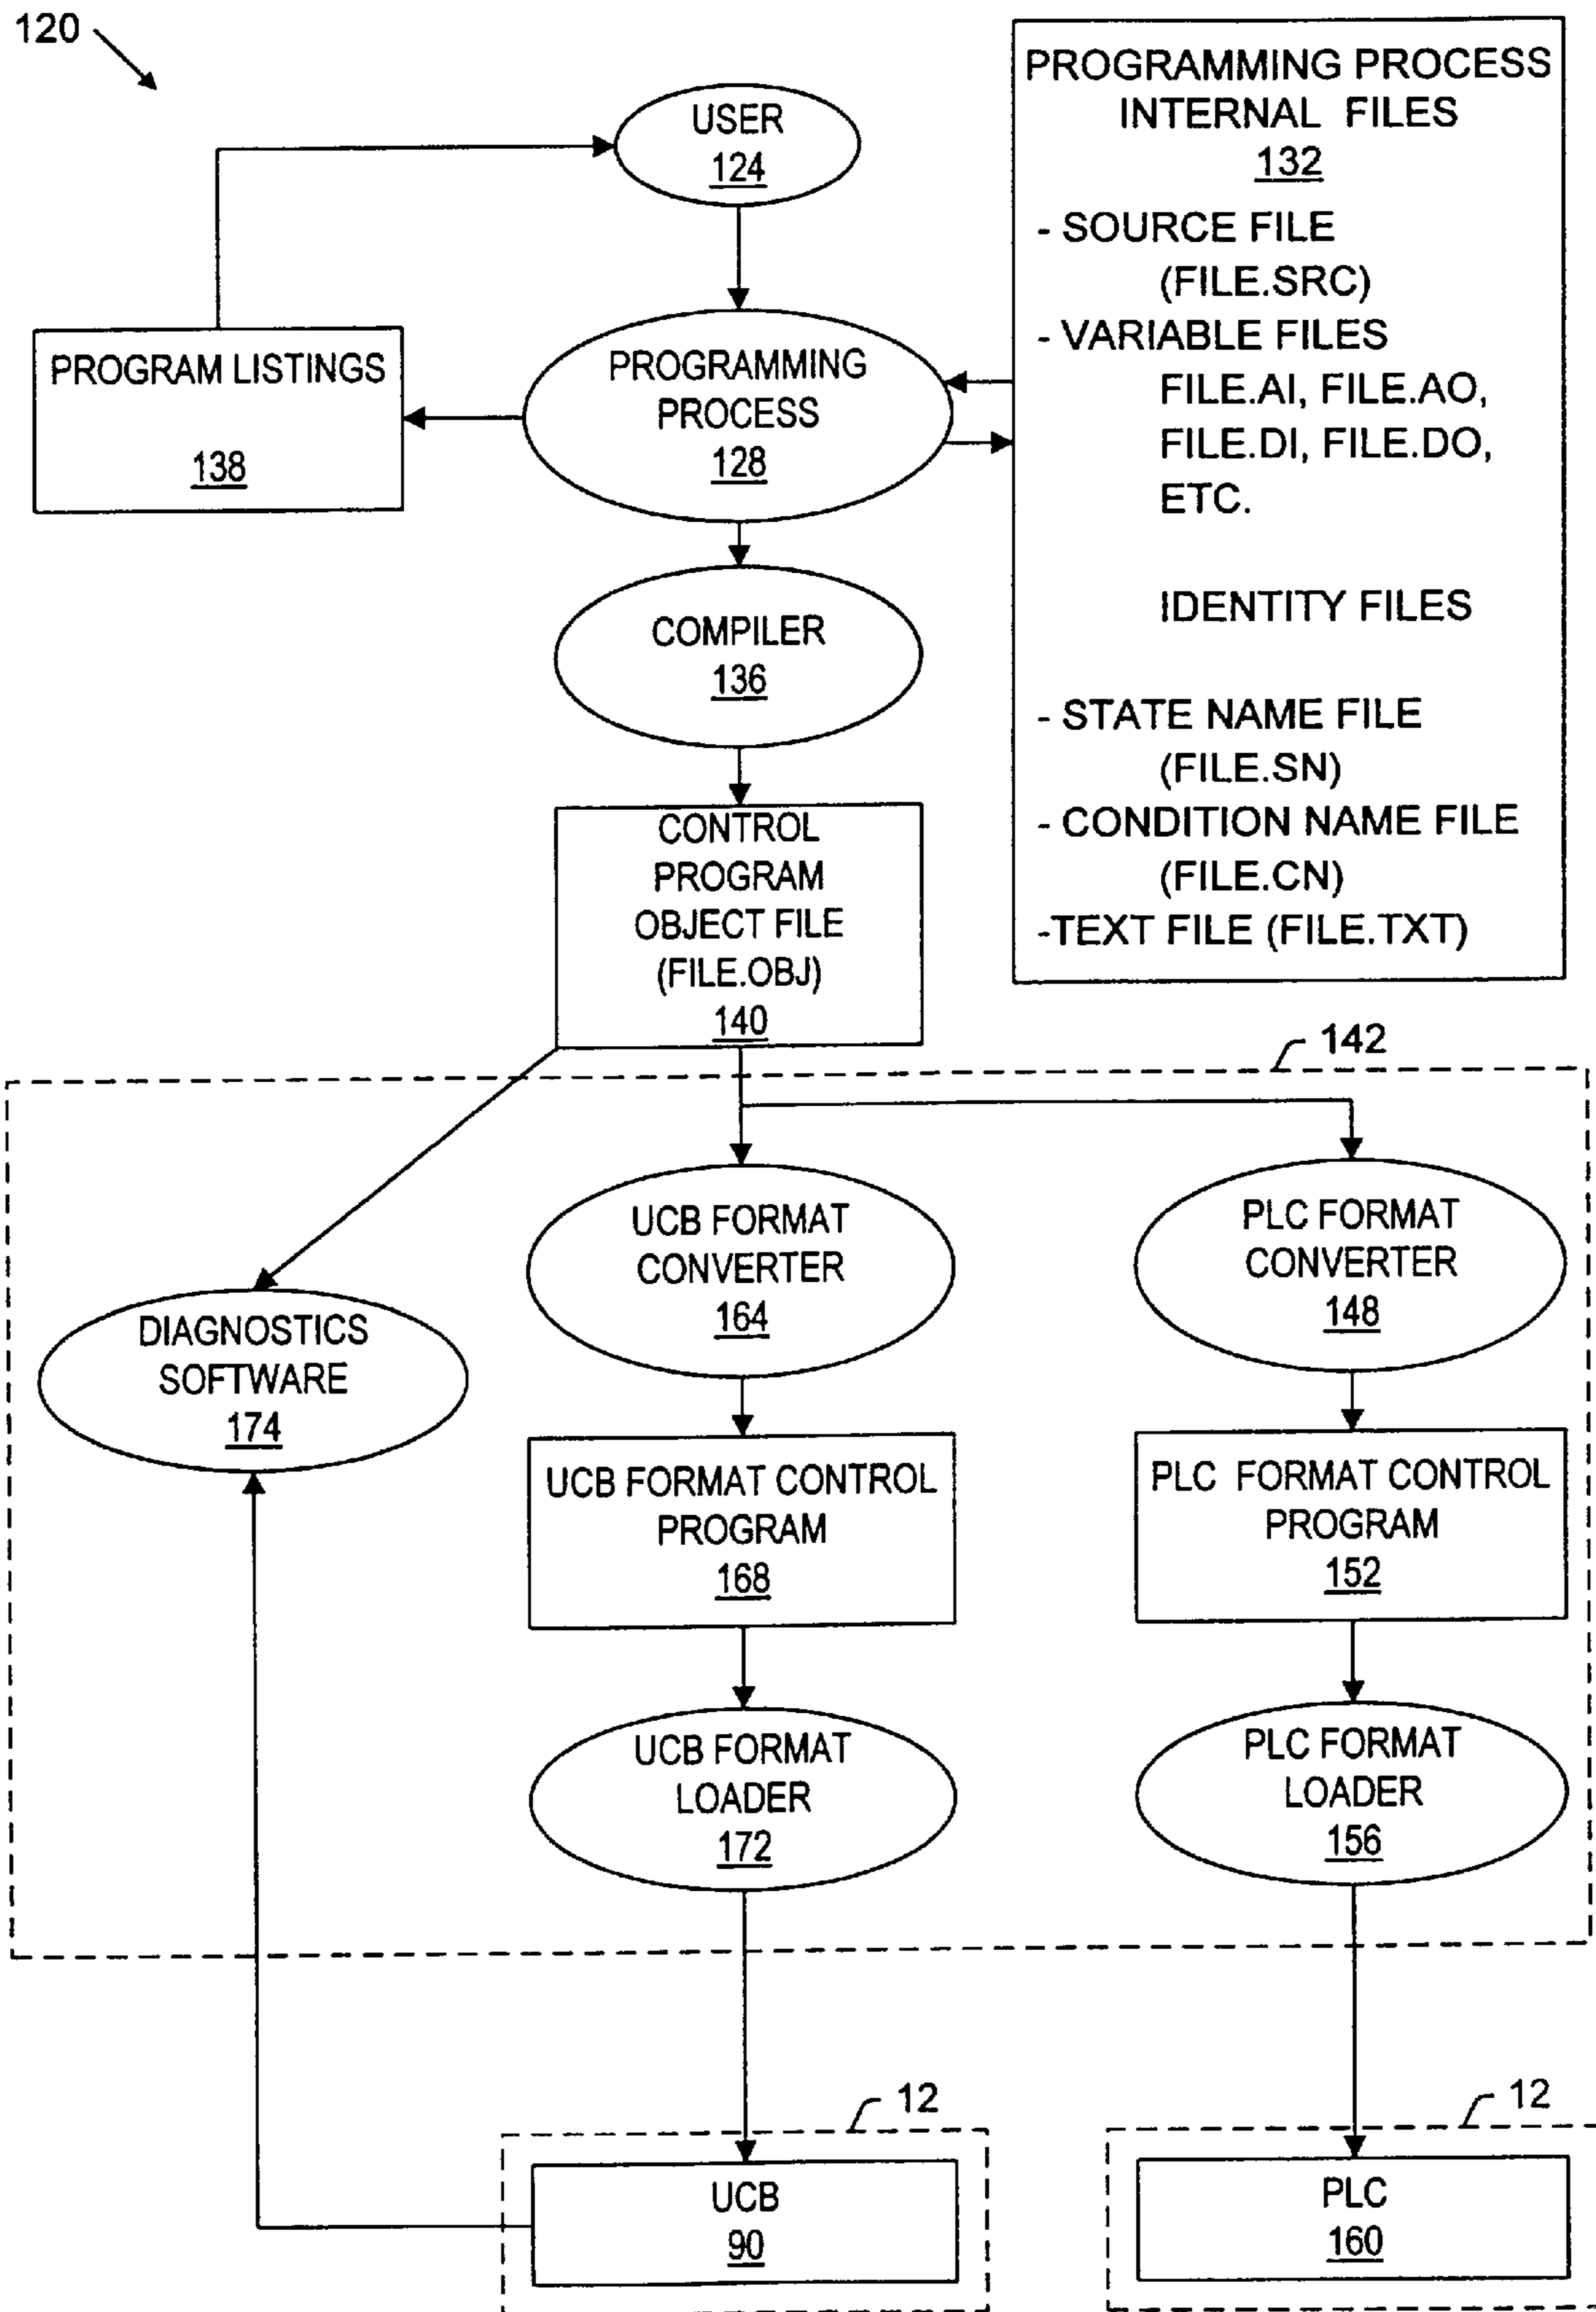 120
USER
124
PROGRAMMING PROCESS
INTERNAL FILES
132
- SOURCE FILE
(FILE.SRC)
- VARIABLE FILES
FILE.AI, FILE.AO,
FILE.DI, FILE.DO,
ETC.
IDENTITY FILES
- STATE NAME FILE
(FILE.SN)
- CONDITION NAME FILE
(FILE.CN)
-TEXT FILE (FILE.TXT)
PROGRAM LISTINGS
138
PROGRAMMING
PROCESS
128
COMPILER
136
CONTROL
PROGRAM
OBJECT FILE
(FILE.OBJ)
140
142
UCB FORMAT
CONVERTER
164
PLC FORMAT
CONVERTER
148
DIAGNOSTICS
SOFTWARE
174
UCB FORMAT CONTROL
PROGRAM
168
PLC FORMAT CONTROL
PROGRAM
152
UCB FORMAT
LOADER
172
PLC FORMAT
LOADER
156
12
UCB
90
12
PLC
160